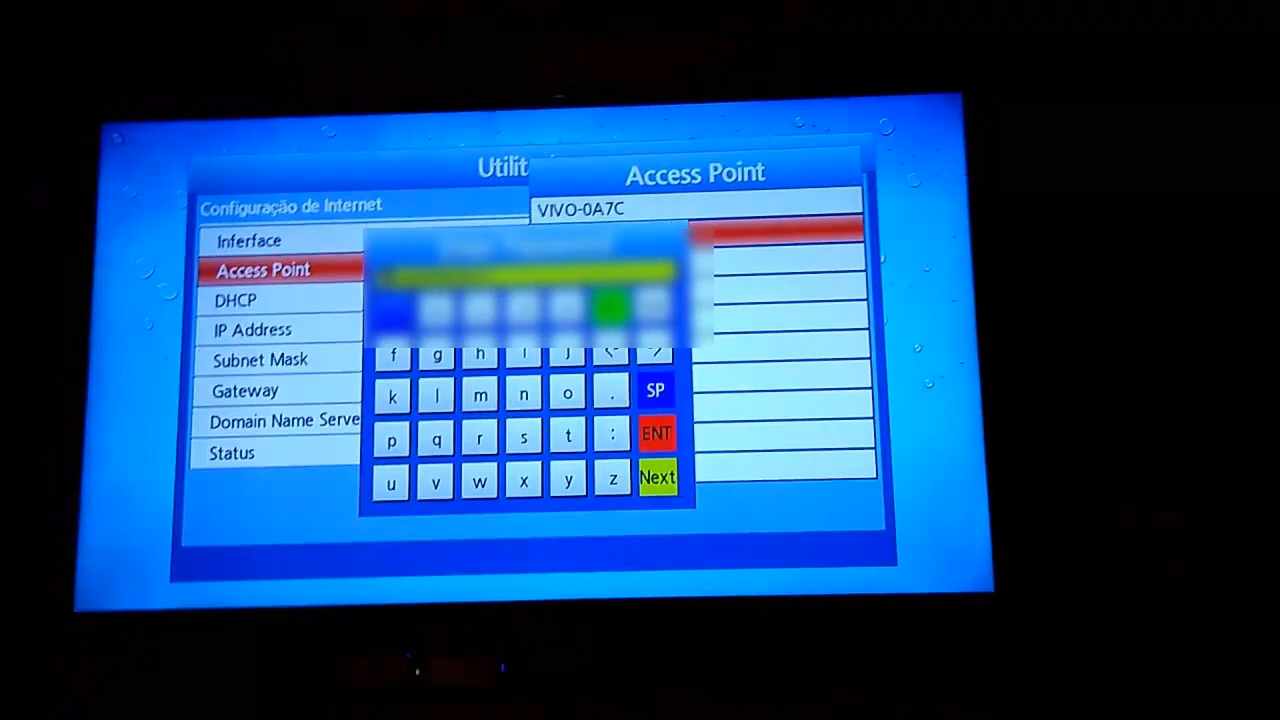 Utilit
Access Point
Configuração de Internet
VIVO-0A7C
Inferface
Access Point
DHCP
IP Address
Subnet Mask
Gateway
Domain Name Serve
Status
f g h i j
k l m n o . SP
p q r s t : ENT
u v w x y z Next